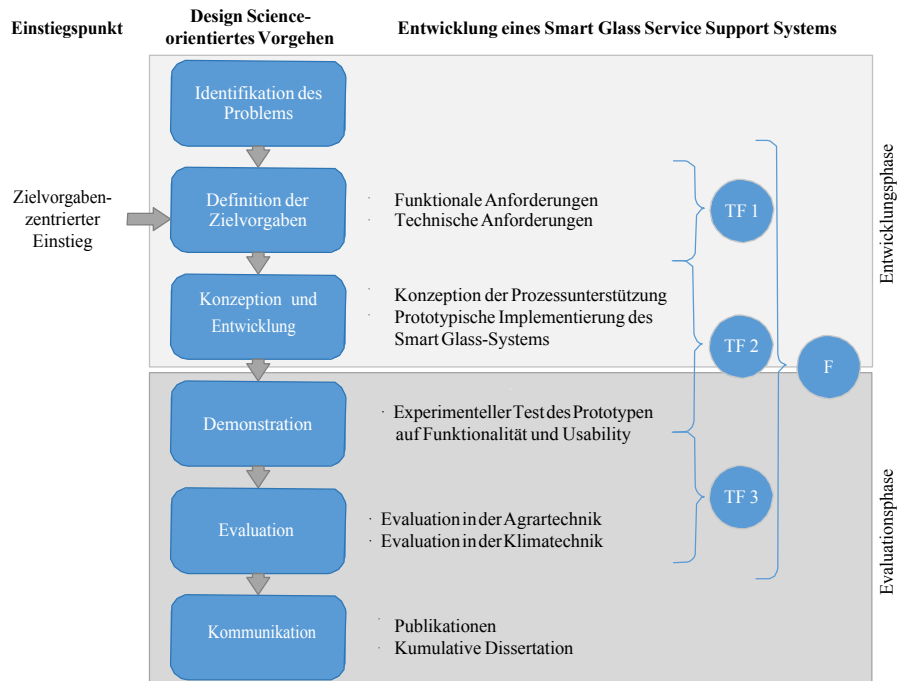 Einstiegspunkt
Design Science-
orientiertes Vorgehen
Entwicklung eines Smart Glass Service Support Systems
Identifikation des
Problems
Zielvorgaben-
zentrierter
Einstieg
Definition der
Zielvorgaben
· Funktionale Anforderungen
· Technische Anforderungen
TF 1
Entwicklungsphase
Konzeption und
Entwicklung
· Konzeption der Prozessunterstützung
· Prototypische Implementierung des
Smart Glass-Systems
TF 2
F
Demonstration
· Experimenteller Test des Prototypen
auf Funktionalität und Usability
TF 3
Evaluation
· Evaluation in der Agrartechnik
· Evaluation in der Klimatechnik
Evaluationsphase
Kommunikation
· Publikationen
· Kumulative Dissertation